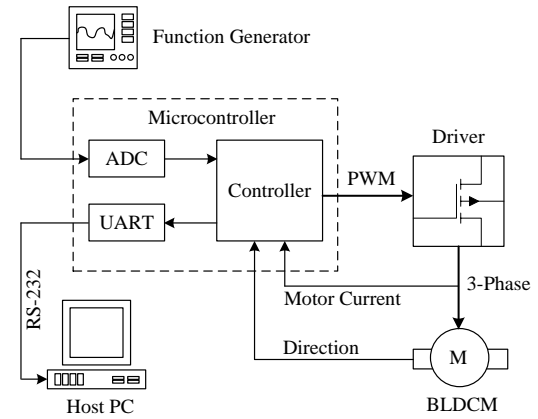 Function Generator
Microcontroller
Driver
ADC
Controller
PWM
UART
RS-232
Motor Current
3-Phase
Direction
M
Host PC
BLDCM